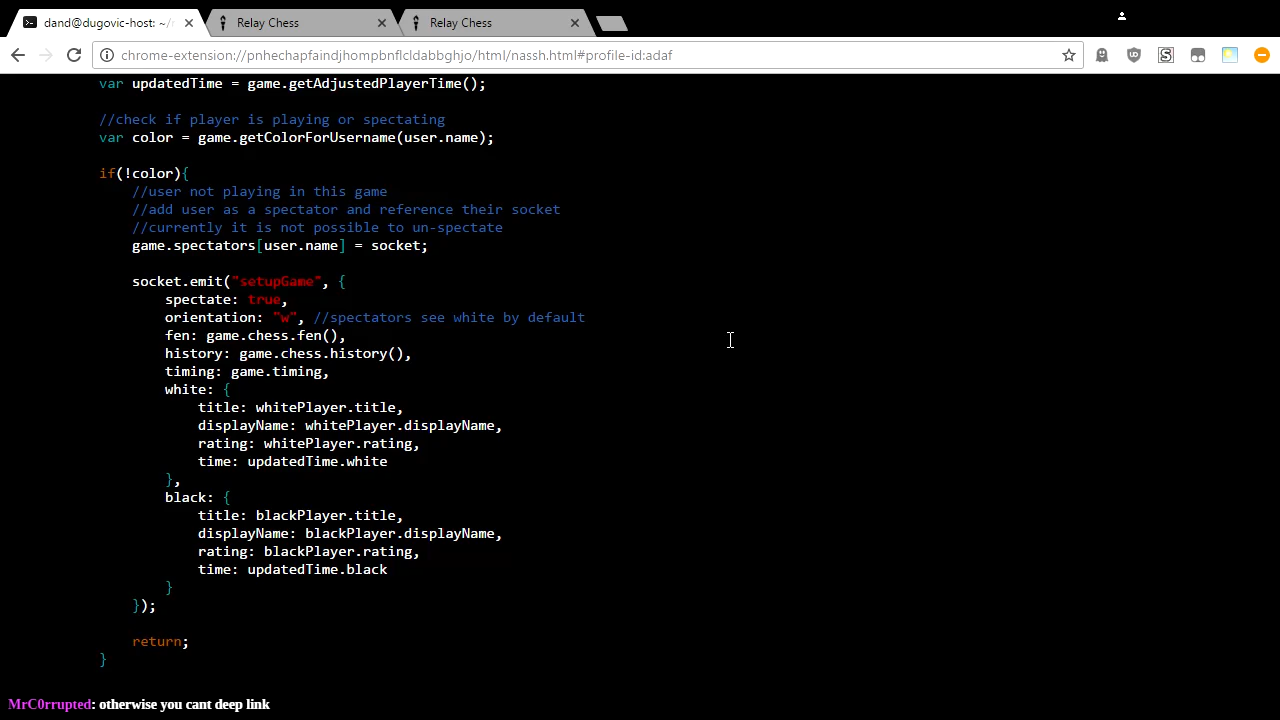 dand@dugovic-host: ~/r
Relay Chess
Relay Chess
chrome-extension://pnhechapfaindjhompbnflcldabbghjo/html/nassh.html#profile-id:adaf
var updatedTime = game.getAdjustedPlayerTime();
//check if player is playing or spectating
var color = game.getColorForUsername(user.name);
if(!color){
//user not playing in this game
//add user as a spectator and reference their socket
//currently it is not possible to un-spectate
game.spectators[user.name] = socket;
socket.emit("setupGame", {
spectate: true,
orientation: "w", //spectators see white by default
fen: game.chess.fen(),
history: game.chess.history(),
timing: game.timing,
white: {
title: whitePlayer.title,
displayName: whitePlayer.displayName,
rating: whitePlayer.rating,
time: updatedTime.white
},
black: {
title: blackPlayer.title,
displayName: blackPlayer.displayName,
rating: blackPlayer.rating,
time: updatedTime.black
}
});
return;
}
MrC0rrupted: otherwise you cant deep link